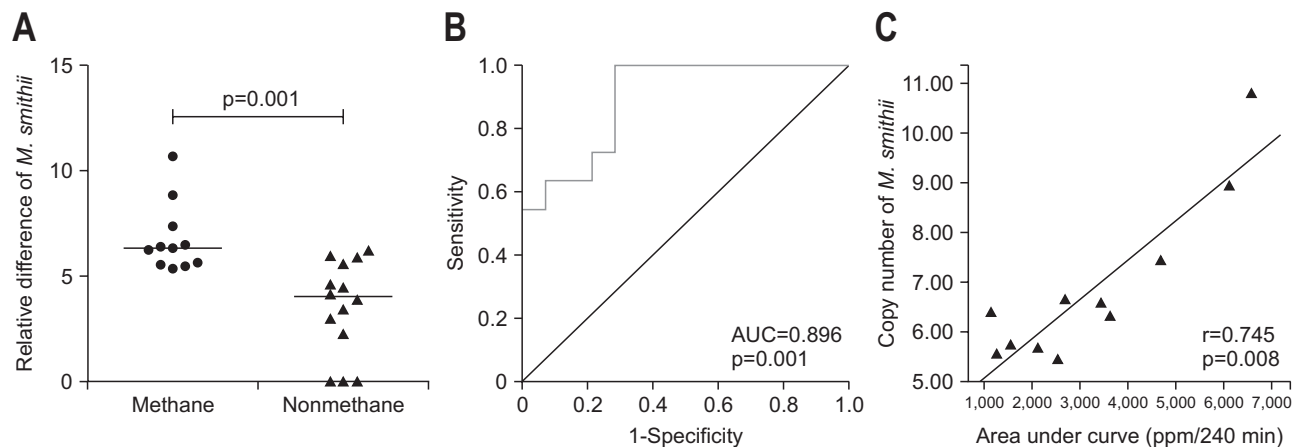 A
Relative difference of M. smithii
15
10
5
0
p=0.001
Methane
Nonmethane
B
Sensitivity
1.0
0.8
0.6
0.4
0.2
0
AUC=0.896
p=0.001
0
0.2
0.4
0.6
0.8
1.0
1-Specificity
C
Copy number of M. smithii
11.00
10.00
9.00
8.00
7.00
6.00
5.00
r=0.745
p=0.008
1,000
2,000
3,000
4,000
5,000
6,000
7,000
Area under curve (ppm/240 min)